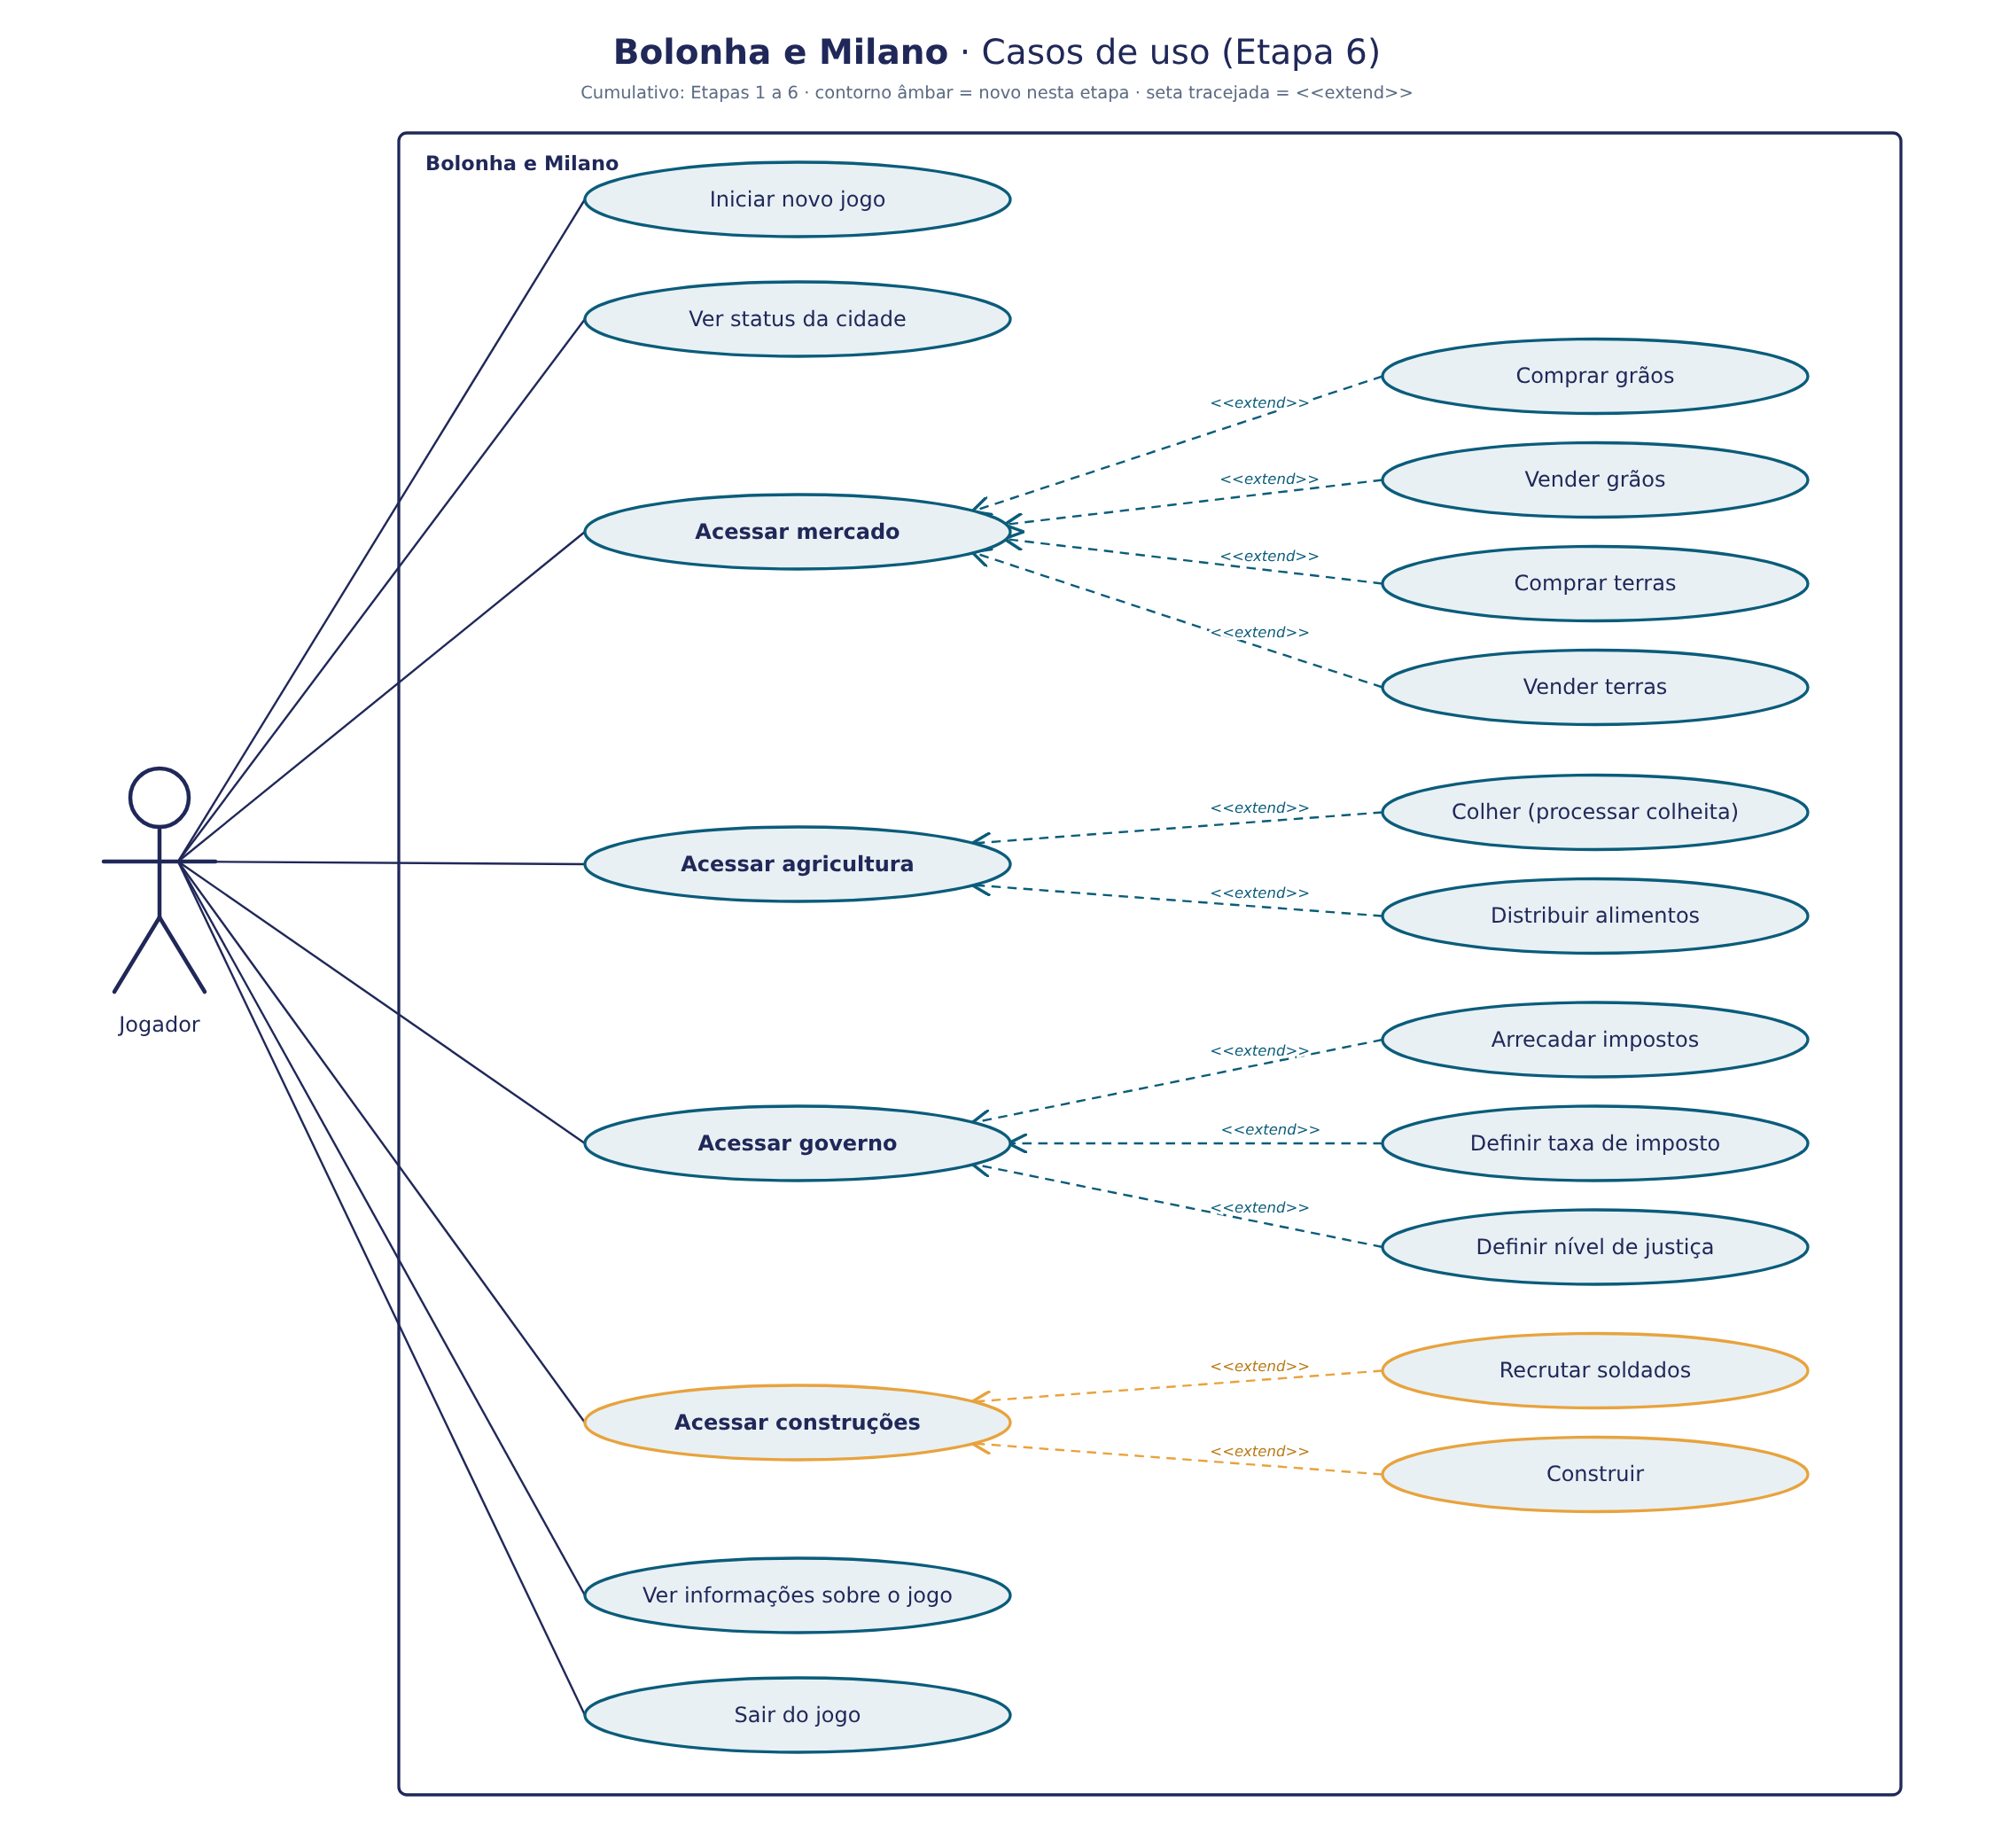 Bolonha e Milano · Casos de uso (Etapa 6)
Cumulativo: Etapas 1 a 6 · contorno âmbar = novo nesta etapa · seta tracejada = <<extend>>
Bolonha e Milano
Iniciar novo jogo
Ver status da cidade
Comprar grãos
<<extend>>
Vender grãos
<<extend>>
Acessar mercado
<<extend>>
Comprar terras
<<extend>>
Vender terras
<<extend>>
Colher (processar colheita)
Acessar agricultura
<<extend>>
Distribuir alimentos
Jogador
Arrecadar impostos
<<extend>>
<<extend>>
Acessar governo
Definir taxa de imposto
<<extend>>
Definir nível de justiça
<<extend>>
Recrutar soldados
Acessar construções
<<extend>>
Construir
Ver informações sobre o jogo
Sair do jogo